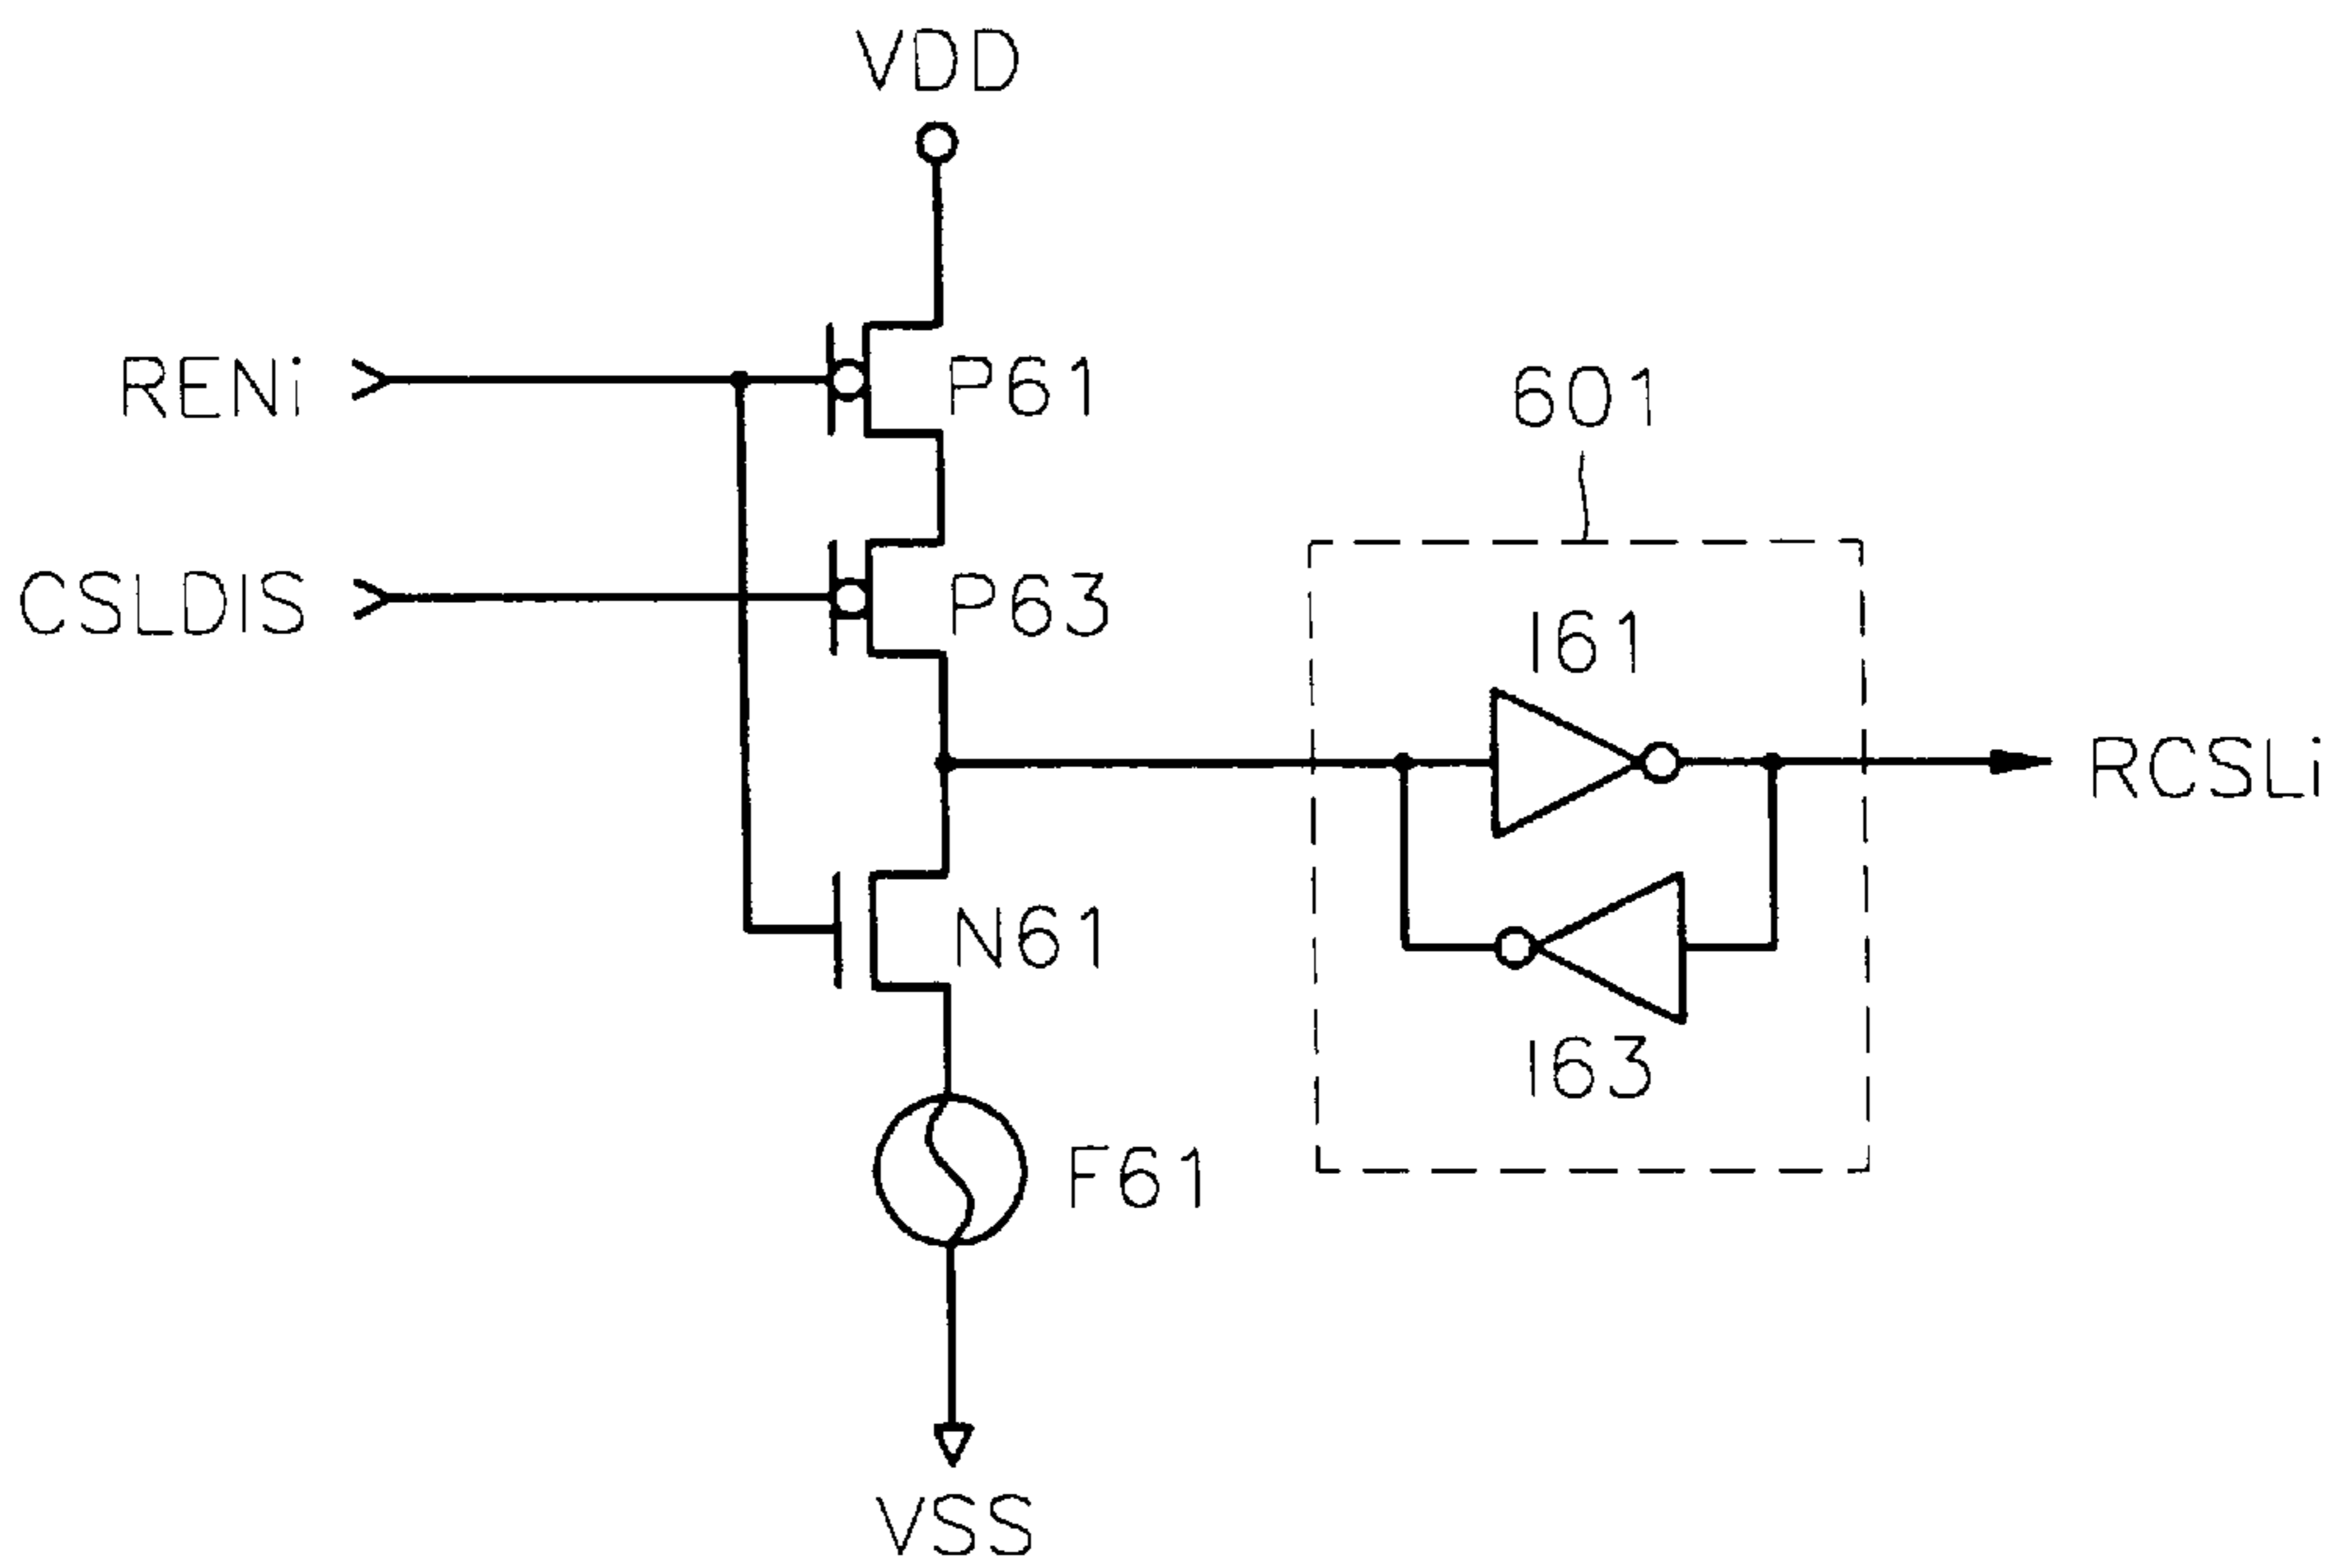 VDD
RENi
P61
601
CSLDIS
P63
I61
RCSLi
N61
I63
F61
VSS